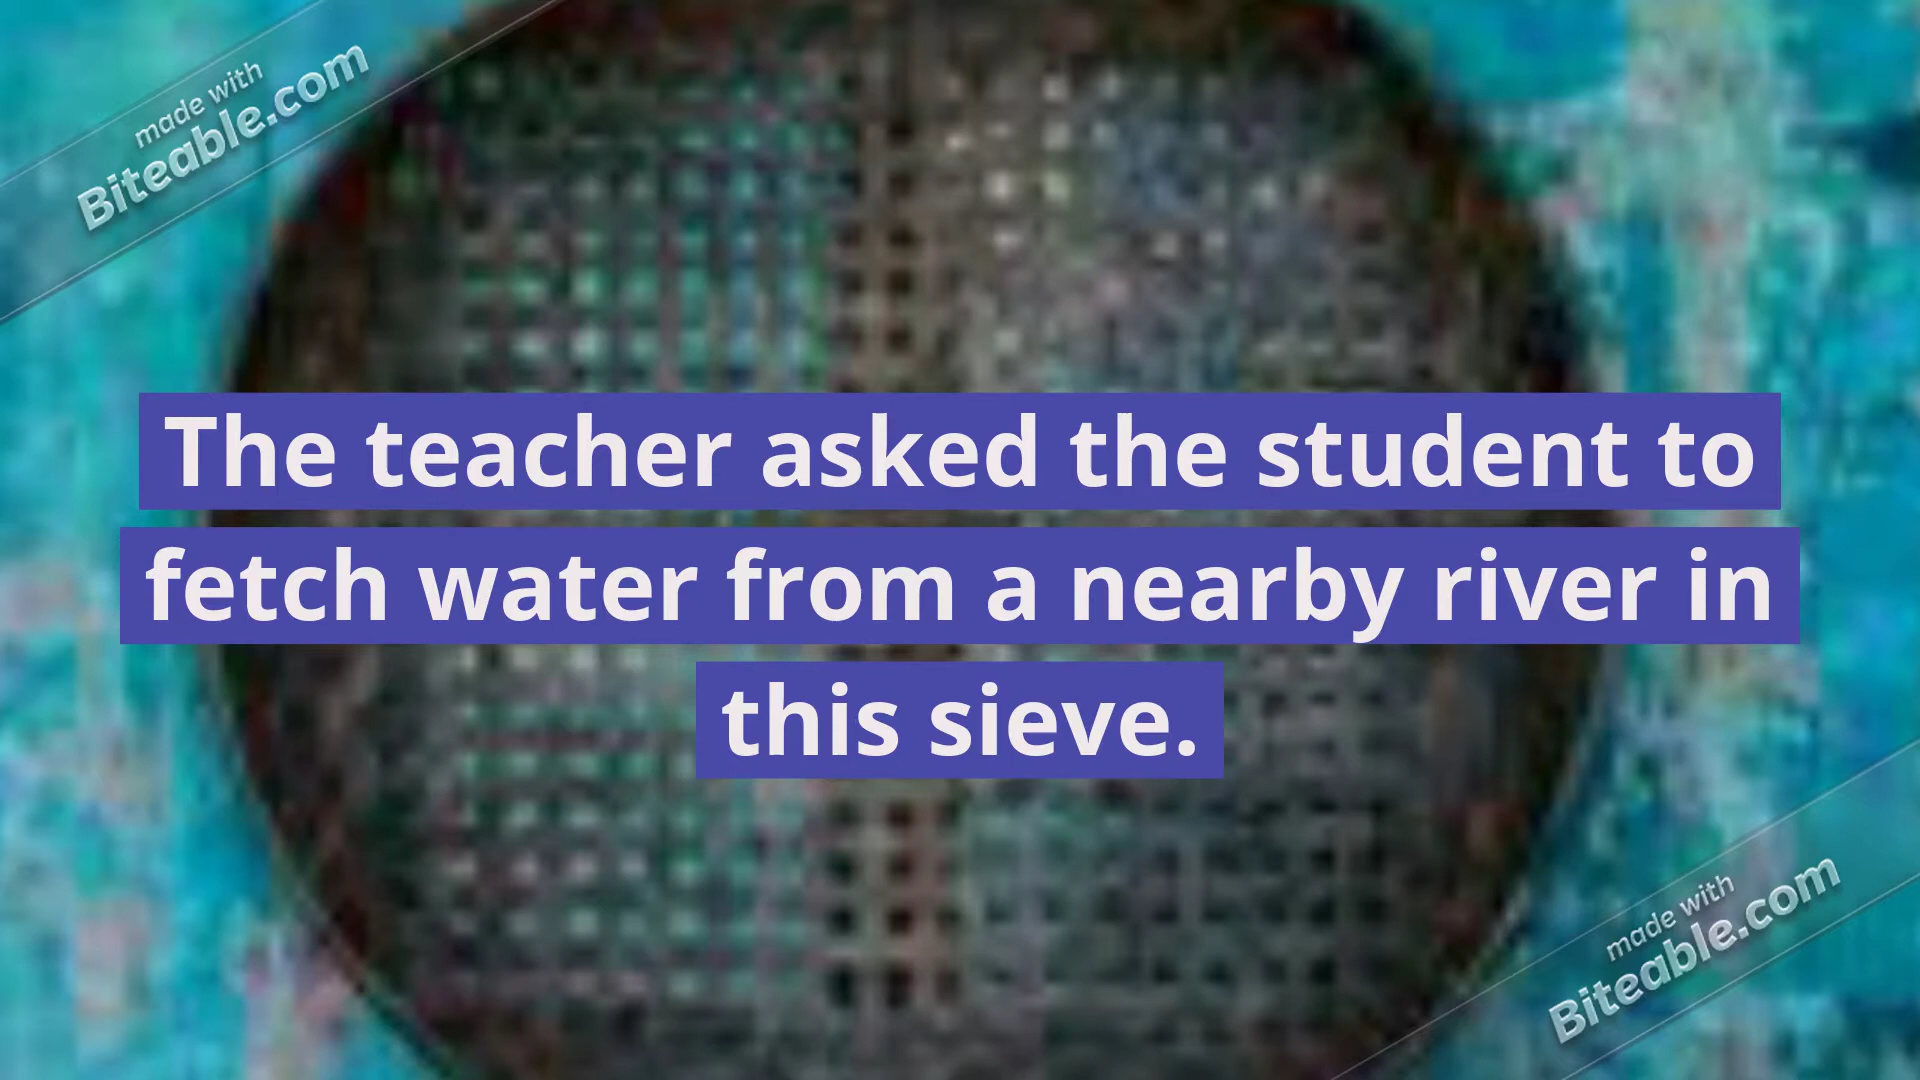 made with
Biteable.com
The teacher asked the student to
fetch water from a nearby river in
this sieve.
made with
Biteable.com